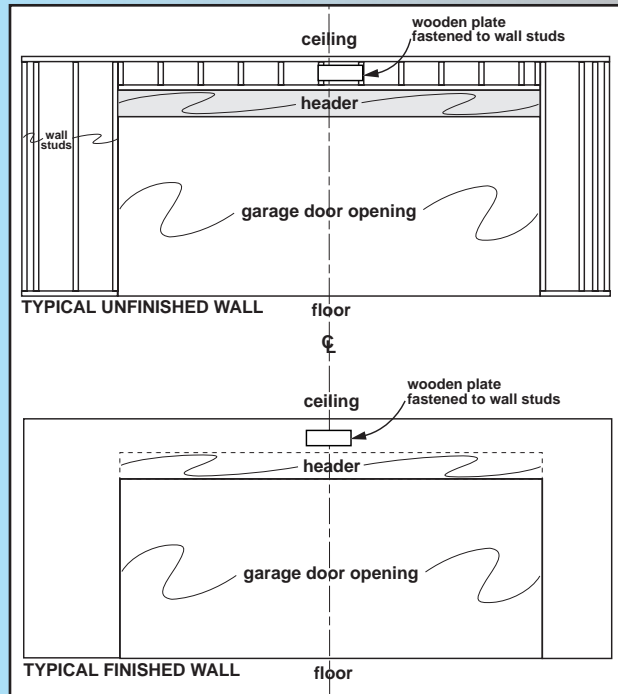 wooden plate
fastened to wall studs
ceiling
header
wall
studs
garage door opening
TYPICAL UNFINISHED WALL
floor
℄
wooden plate
fastened to wall studs
ceiling
header
garage door opening
TYPICAL FINISHED WALL
floor